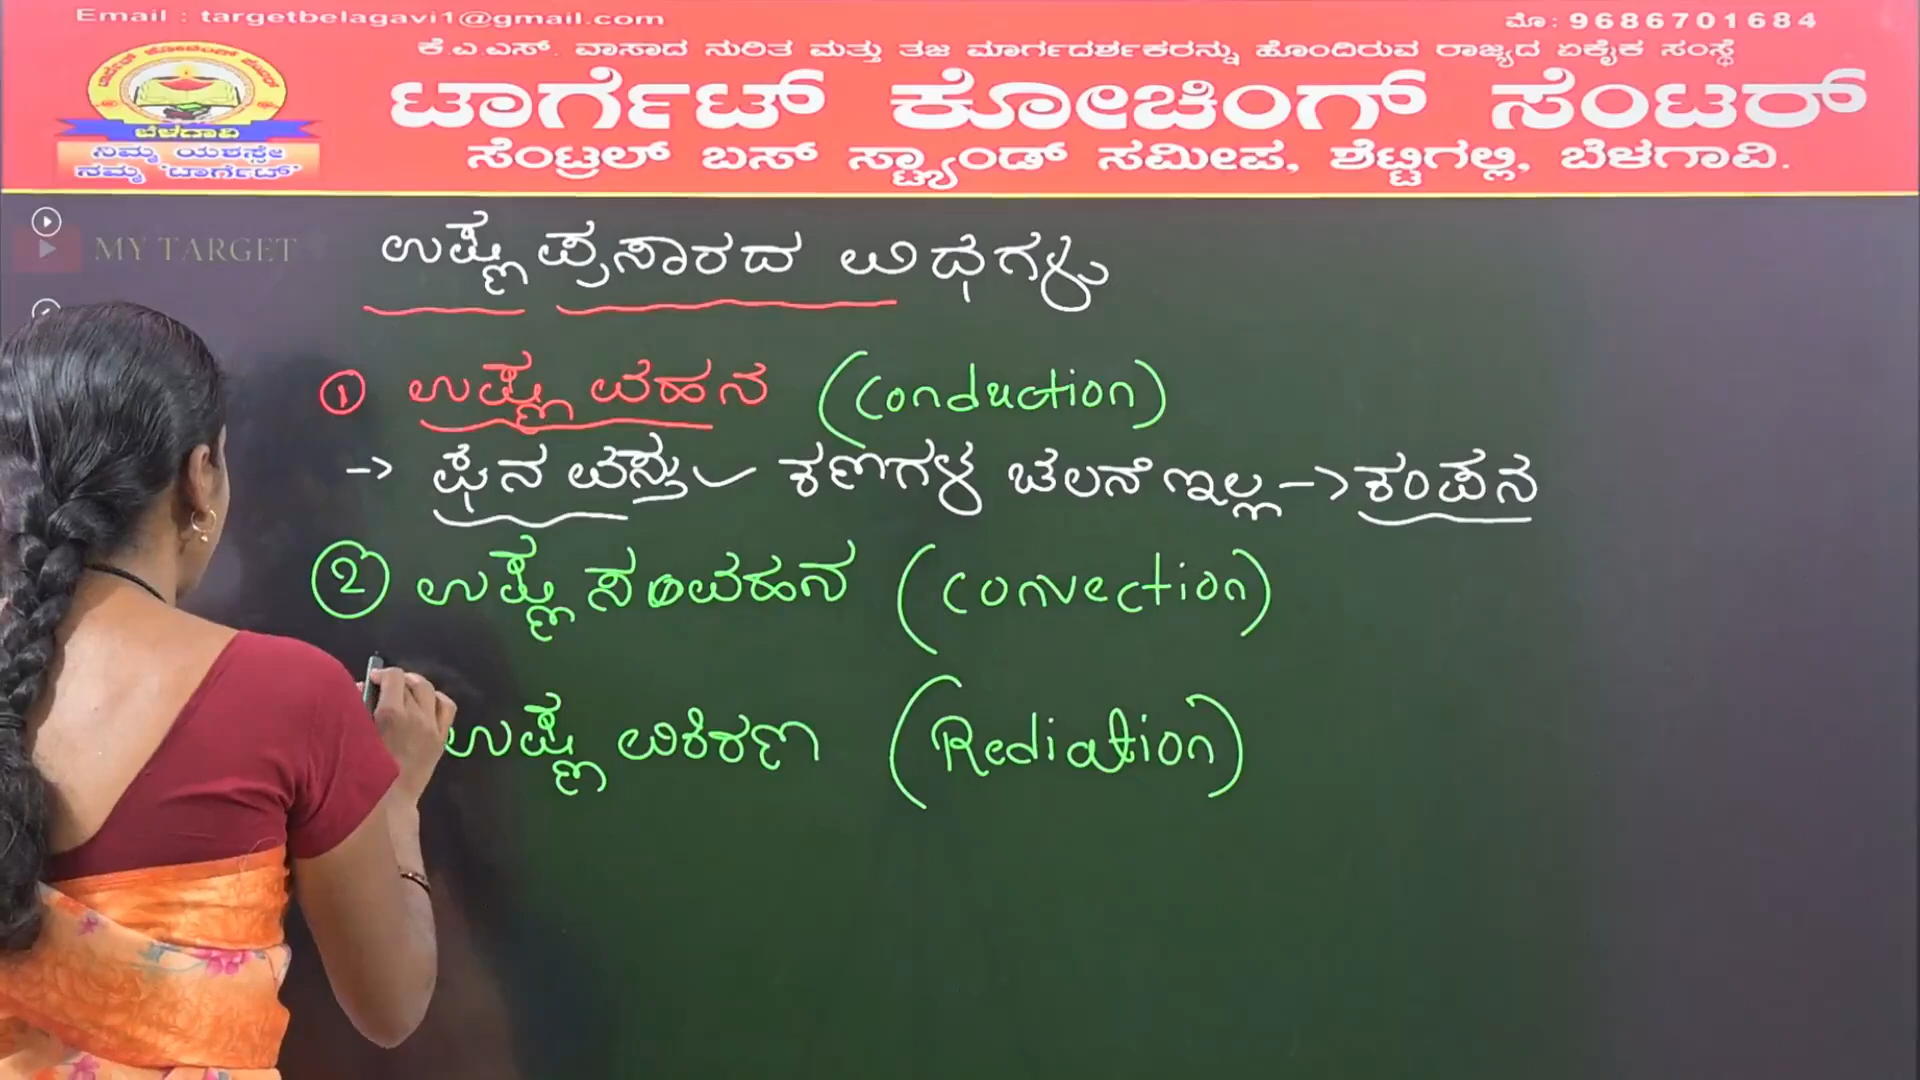 Email : targetbelagavi1@gmail.com
ಮೊ: 9686701684
ಕೆ.ಎ.ಎಸ್. ಪಾಸಾದ ನುರಿತ ಮತ್ತು ತಜ್ಞ ಮಾರ್ಗದರ್ಶಕರನ್ನು ಹೊಂದಿರುವ ರಾಜ್ಯದ ಏಕೈಕ ಸಂಸ್ಥೆ
ಟಾರ್ಗೆಟ್ ಕೋಚಿಂಗ್ ಸೆಂಟರ್
ಸೆಂಟ್ರಲ್ ಬಸ್ ಸ್ಟ್ಯಾಂಡ್ ಸಮೀಪ, ಶೆಟ್ಟಿಗಲ್ಲಿ, ಬೆಳಗಾವಿ.
ಬೆಳಗಾವಿ
ನಿಮ್ಮ ಯಶಸ್ಸೇ
ನಮ್ಮ 'ಟಾರ್ಗೆಟ್'
MY TARGET
ಉಷ್ಣ ಪ್ರಸಾರದ ವಿಧೆಗಳು
① ಉಷ್ಣ ವಹನ (conduction)
-> ಘನ ವಸ್ತು ✓ ಕಣಗಳ ಚಲನೆ ಇಲ್ಲ -> ಕಂಪನ
② ಉಷ್ಣ ಸಂವಹನ (convection)
ಉಷ್ಣ ವಿಕಿರಣ (Rediation)